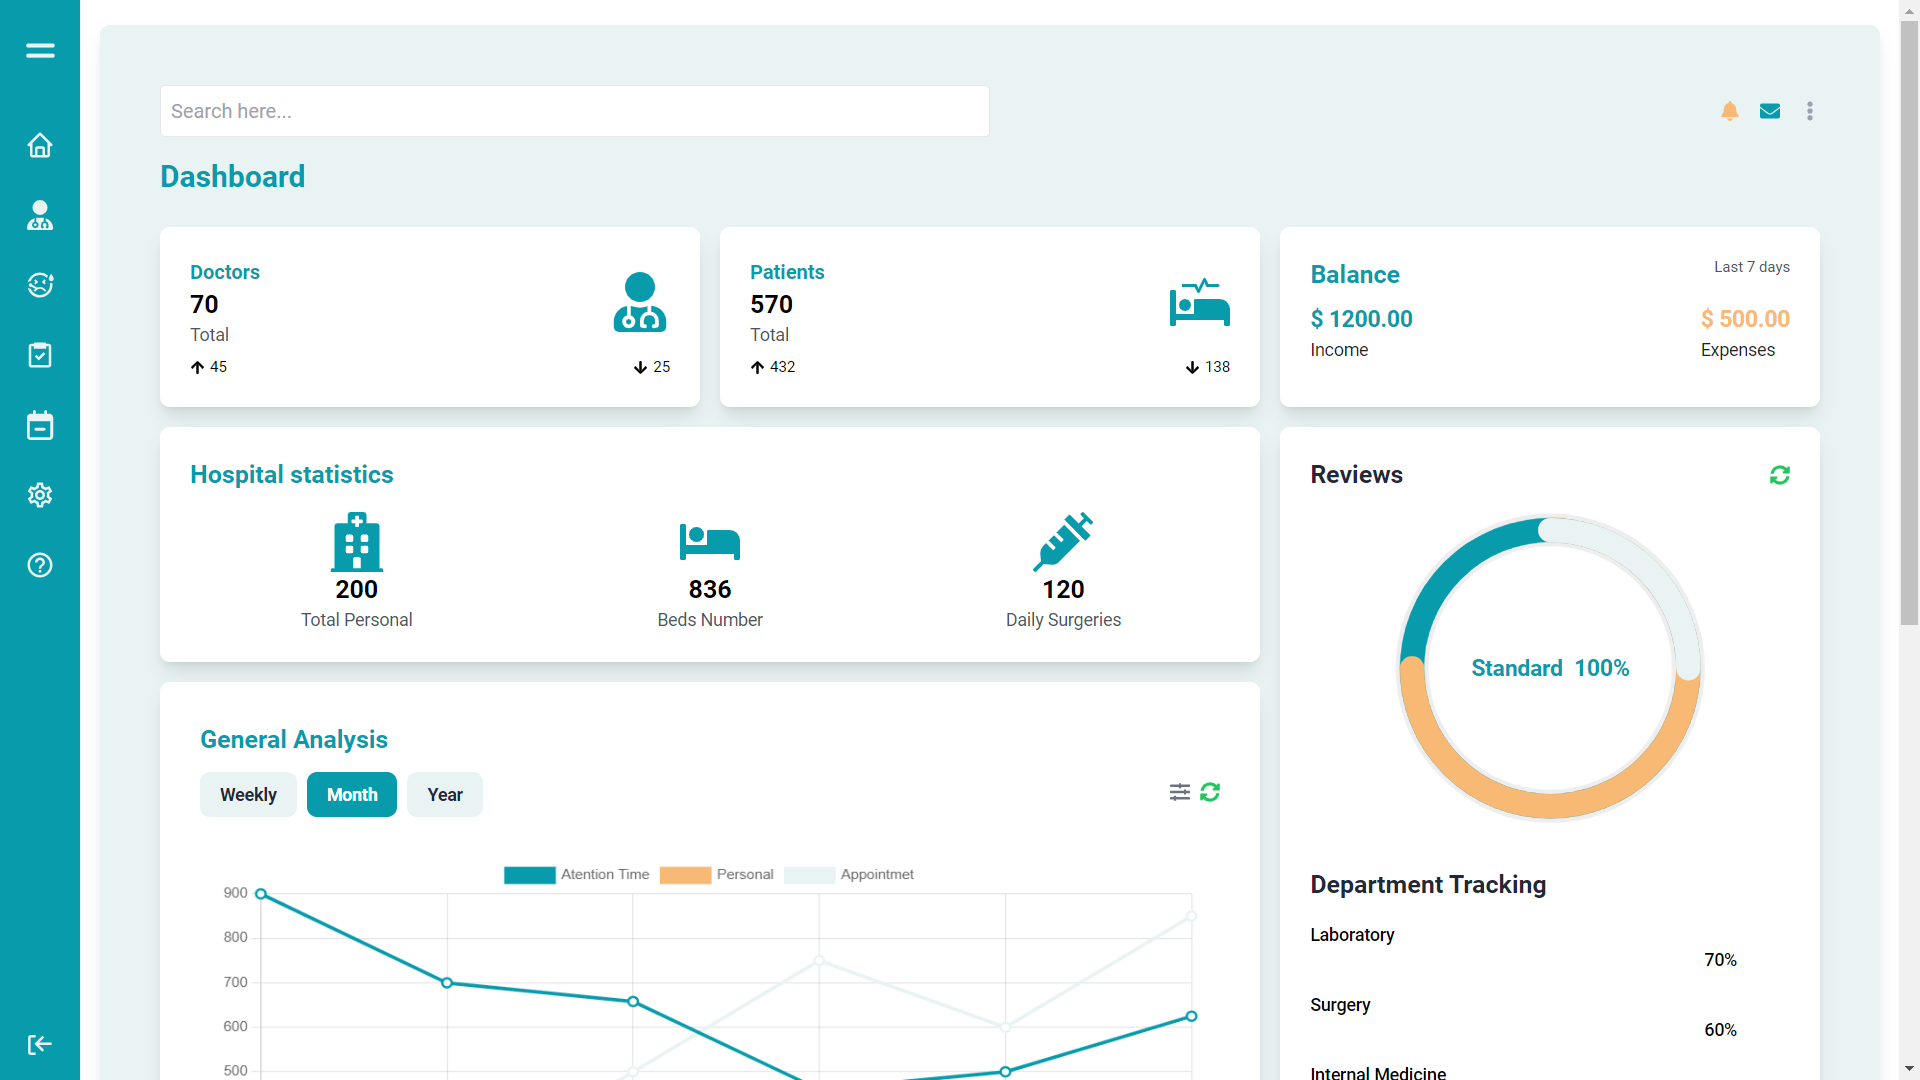 Search here...
Dashboard
Doctors
70
Total
45
25
Patients
570
Total
432
138
Balance
Last 7 days
$ 1200.00
$ 500.00
Income
Expenses
Hospital statistics
200
Total Personal
836
Beds Number
120
Daily Surgeries
Reviews
Standard 100%
General Analysis
Weekly
Month
Year
Atention Time
Personal
Appointmet
900
800
700
600
500
Department Tracking
Laboratory
70%
Surgery
60%
Internal Medicine